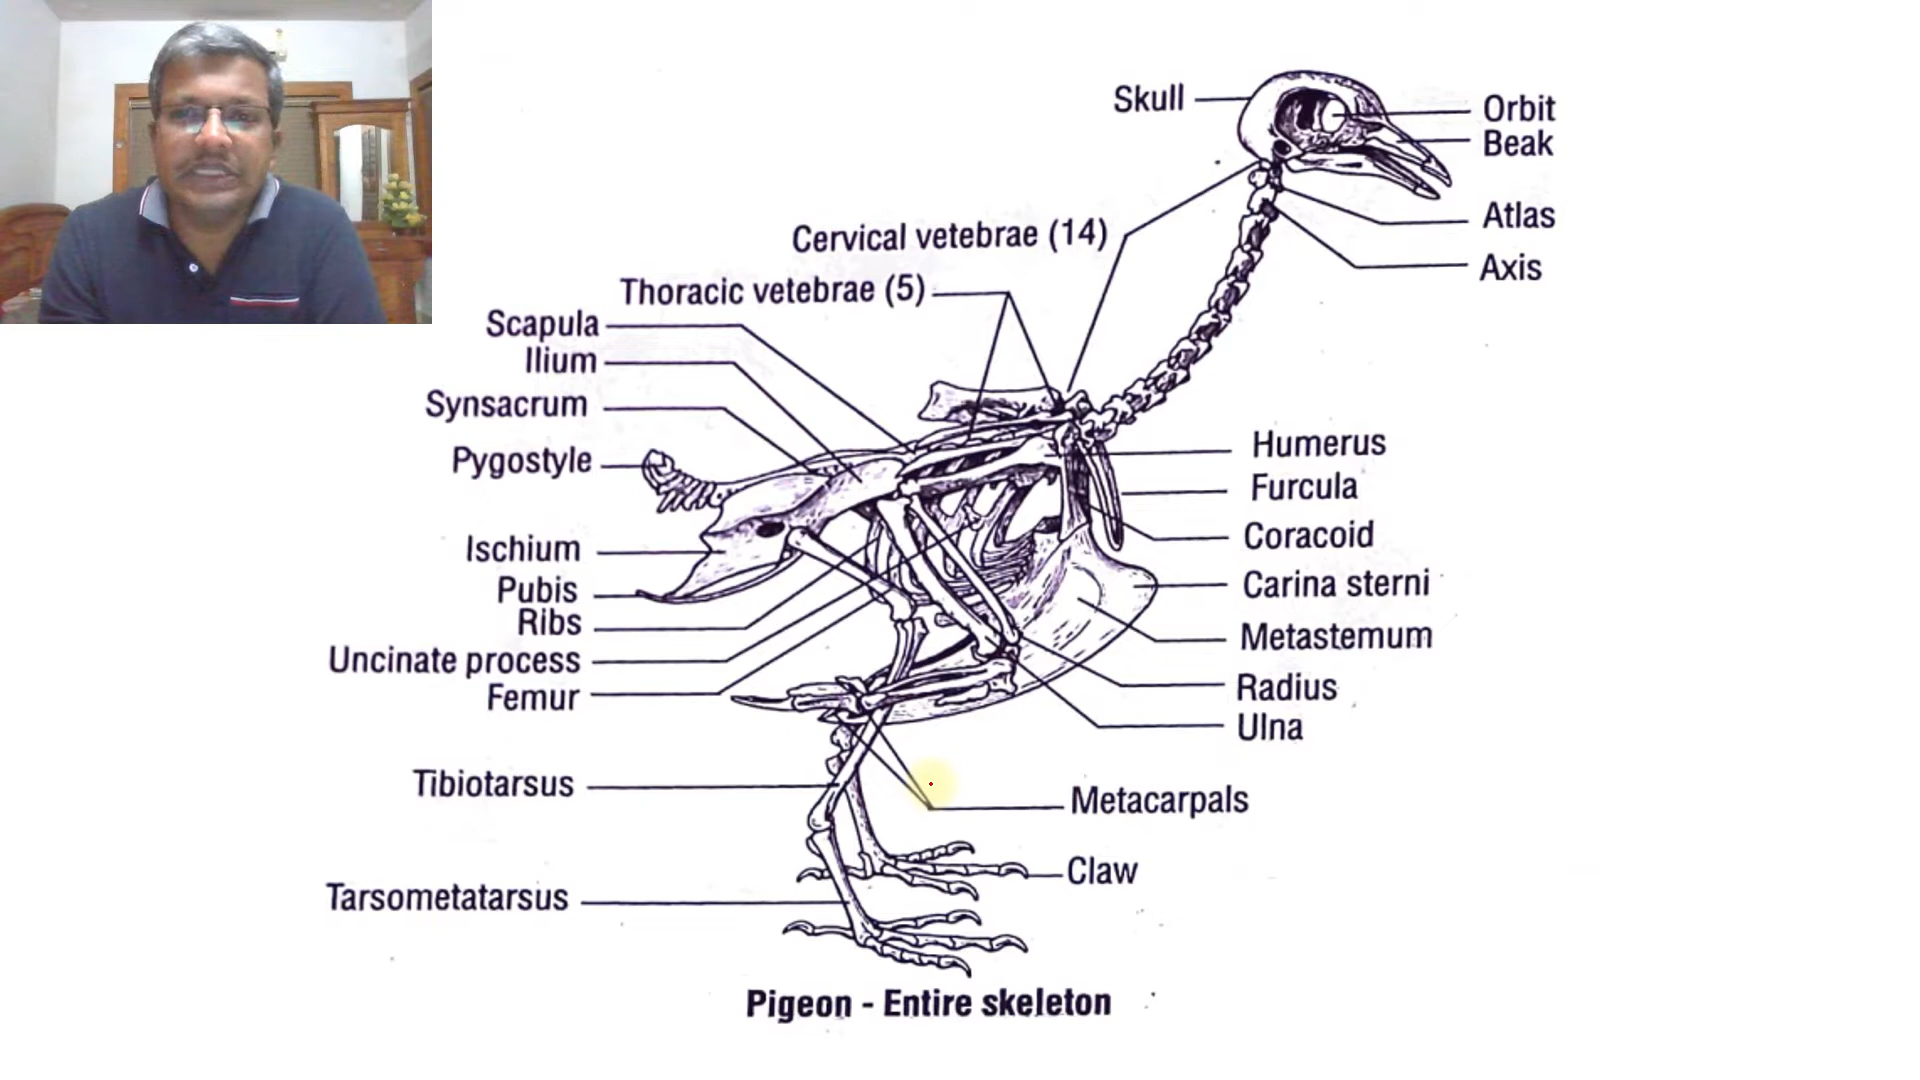 Skull
Orbit
Beak
Atlas
Cervical vetebrae (14)
Axis
Thoracic vetebrae (5)
Scapula
Ilium
Synsacrum
Pygostyle
Humerus
Furcula
Coracoid
Ischium
Carina sterni
Pubis
Ribs
Metastemum
Uncinate process
Radius
Femur
Ulna
Tibiotarsus
Metacarpals
Claw
Tarsometatarsus
Pigeon - Entire skeleton